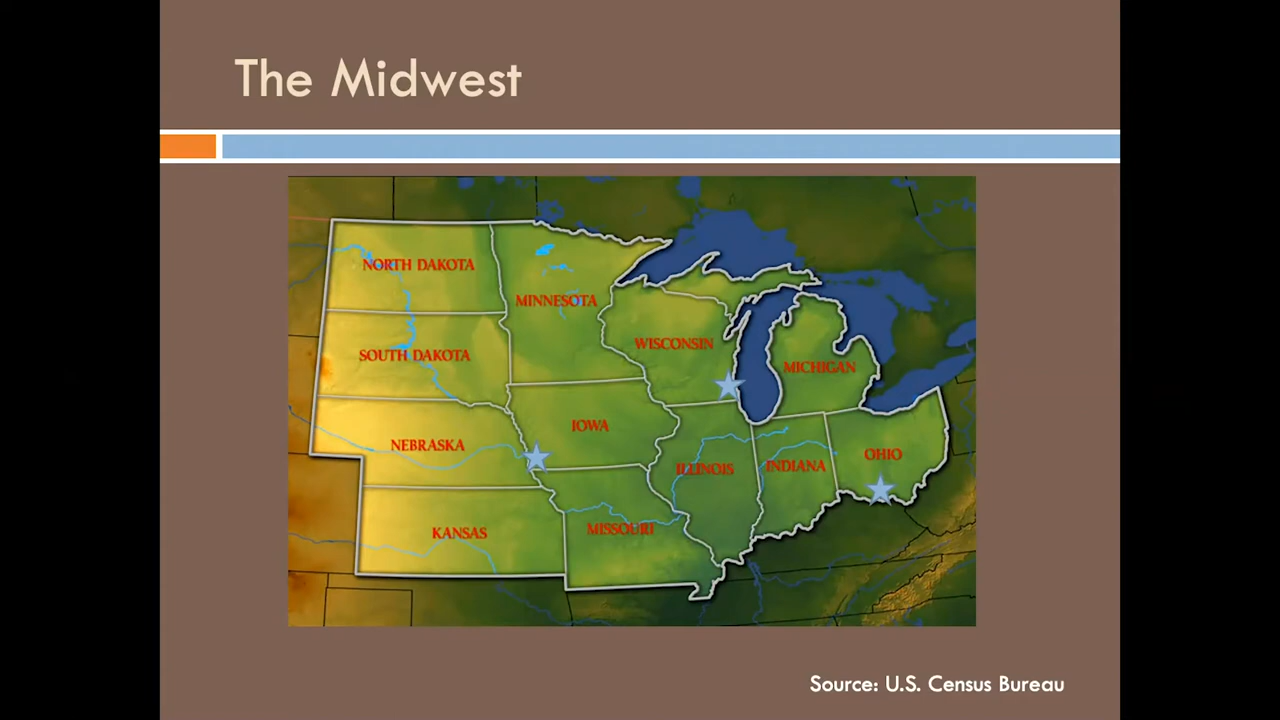 The Midwest
NORTH DAKOTA
MINNESOTA
SOUTH DAKOTA
WISCONSIN
MICHIGAN
NEBRASKA
IOWA
ILLINOIS
INDIANA
OHIO
KANSAS
MISSOURI
Source: U.S. Census Bureau